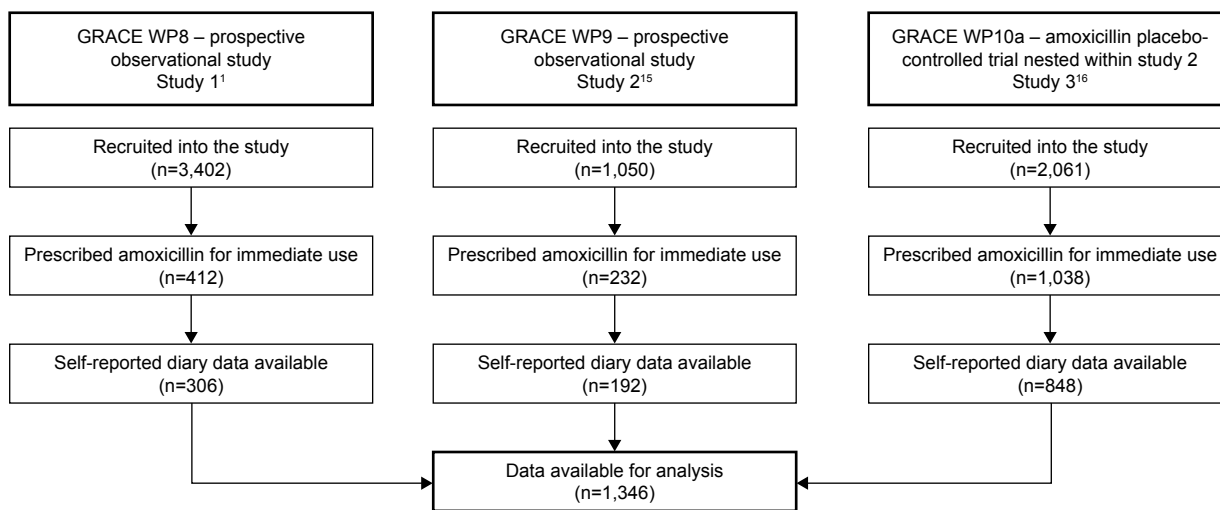 GRACE WP8 – prospective
observational study
Study 1¹
GRACE WP9 – prospective
observational study
Study 2¹⁵
GRACE WP10a – amoxicillin placebo-
controlled trial nested within study 2
Study 3¹⁶
Recruited into the study
(n=3,402)
Recruited into the study
(n=1,050)
Recruited into the study
(n=2,061)
Prescribed amoxicillin for immediate use
(n=412)
Prescribed amoxicillin for immediate use
(n=232)
Prescribed amoxicillin for immediate use
(n=1,038)
Self-reported diary data available
(n=306)
Self-reported diary data available
(n=192)
Self-reported diary data available
(n=848)
Data available for analysis
(n=1,346)